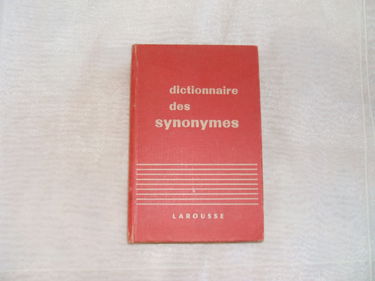 dictionnaire
des
synonymes
LAROUSSE